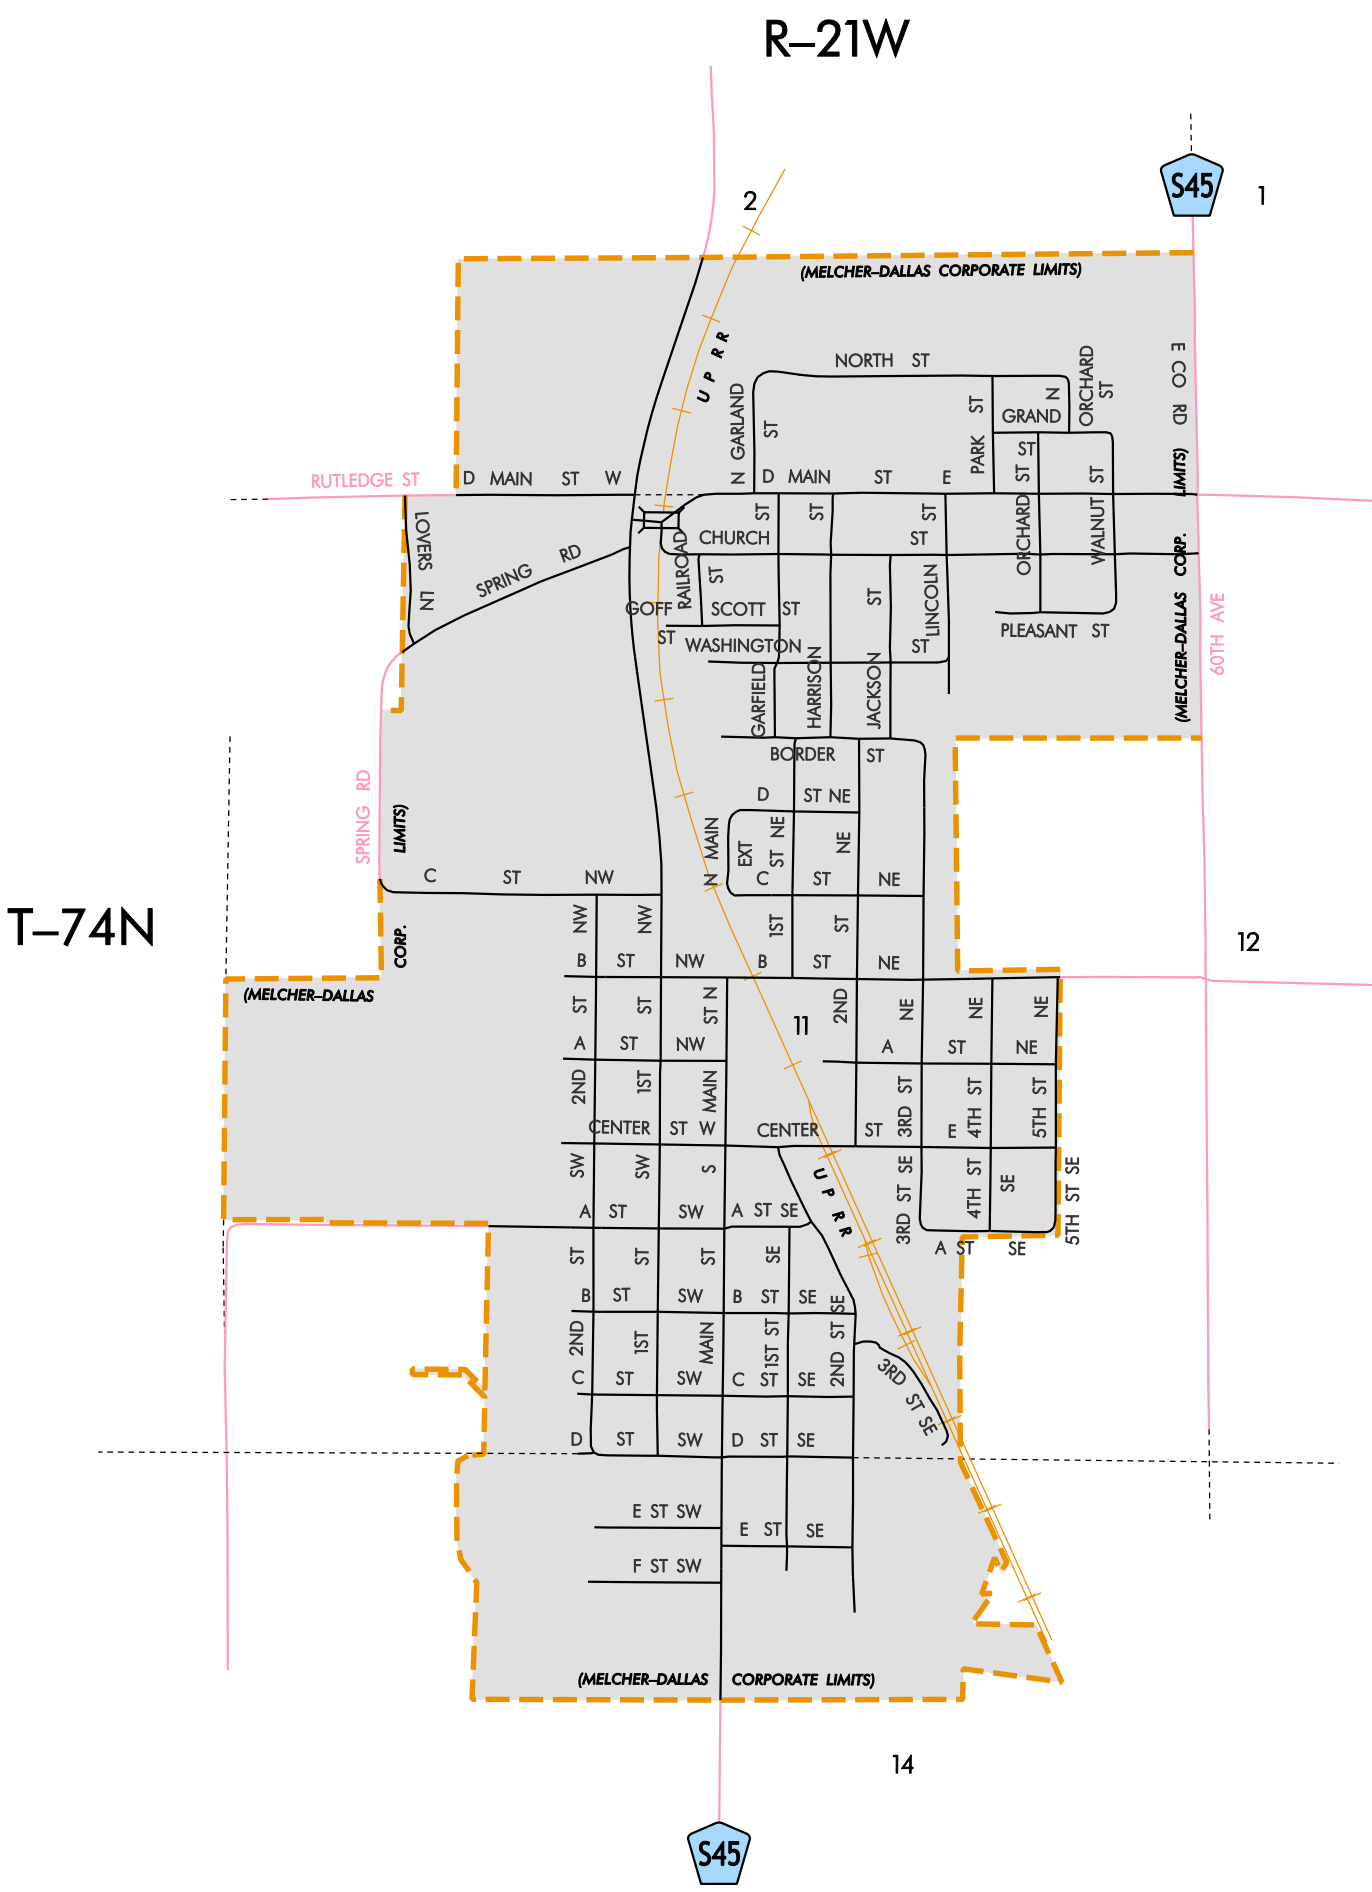 R–21W
2
S45
1
(MELCHER–DALLAS CORPORATE LIMITS)
U P R R
NORTH ST
N GARLAND ST
PARK ST
GRAND ST
N ORCHARD ST
E CO RD
RUTLEDGE ST
D MAIN ST W
D MAIN ST E
LOVERS LN
SPRING RD
CHURCH ST
ST
ST
ST
ORCHARD ST
WALNUT ST
(MELCHER–DALLAS CORP. LIMITS)
RAILROAD ST
GOFF ST
SCOTT ST
ST
LINCOLN
PLEASANT ST
60TH AVE
WASHINGTON ST
GARFIELD
HARRISON
JACKSON
BORDER ST
SPRING RD
D ST NE
N MAIN
EXT
ST NE
NE
C ST NW
C ST NE
T–74N
(MELCHER–DALLAS CORP. LIMITS)
NW
NW
1ST
ST
12
B ST NW
B ST NE
ST
ST
ST N
2ND
NE
NE
NE
11
A ST NW
A ST NE
2ND
1ST
MAIN
3RD ST
4TH ST
5TH ST
CENTER ST W
CENTER ST E
SW
SW
S
U P R R
3RD ST SE
4TH ST SE
5TH ST SE
A ST SW
A ST SE
A ST SE
ST
ST
ST
SE
B ST SW
B ST SE
2ND
1ST
MAIN
1ST ST
2ND ST SE
C ST SW
C ST SE
3RD ST SE
D ST SW
D ST SE
E ST SW
E ST SE
F ST SW
(MELCHER–DALLAS CORPORATE LIMITS)
14
S45